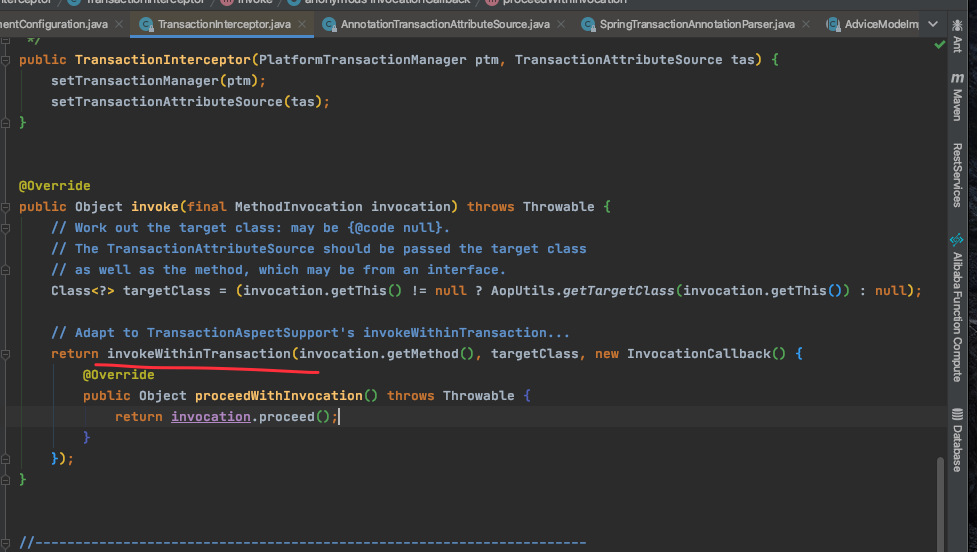 TransactionInterceptor invoke anonymous InvocationCallback proceedWithInvocation
mentConfiguration.java TransactionInterceptor.java AnnotationTransactionAttributeSource.java SpringTransactionAnnotationParser.java AdviceModeIm
*/
public TransactionInterceptor(PlatformTransactionManager ptm, TransactionAttributeSource tas) {
setTransactionManager(ptm);
setTransactionAttributeSource(tas);
}
@Override
public Object invoke(final MethodInvocation invocation) throws Throwable {
// Work out the target class: may be {@code null}.
// The TransactionAttributeSource should be passed the target class
// as well as the method, which may be from an interface.
Class<?> targetClass = (invocation.getThis() != null ? AopUtils.getTargetClass(invocation.getThis()) : null);
// Adapt to TransactionAspectSupport's invokeWithinTransaction...
return invokeWithinTransaction(invocation.getMethod(), targetClass, new InvocationCallback() {
@Override
public Object proceedWithInvocation() throws Throwable {
return invocation.proceed();
}
});
}
//---------------------------------------------------------------------
Ant
m Maven
RestServices
Alibaba Function Compute
Database